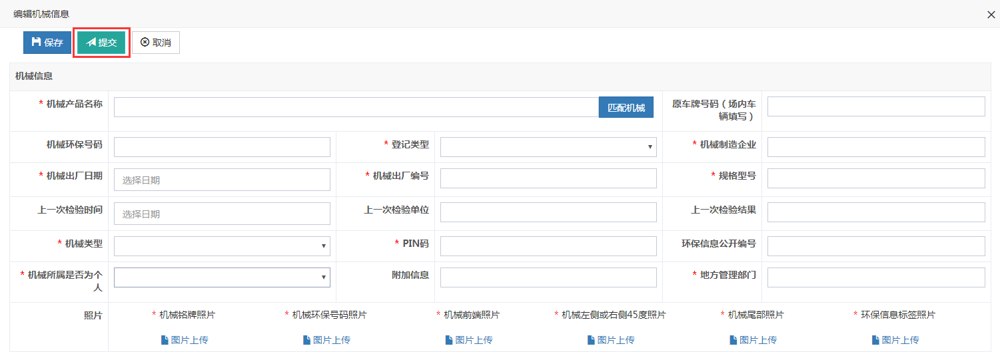 编辑机械信息
保存 提交 取消
机械信息
* 机械产品名称 匹配机械 原车牌号码（场内车
辆填写）
机械环保号码 * 登记类型 * 机械制造企业
* 机械出厂日期 选择日期 * 机械出厂编号 * 规格型号
上一次检验时间 选择日期 上一次检验单位 上一次检验结果
* 机械类型 * PIN码 环保信息公开编号
* 机械所属是否为个
人 附加信息 * 地方管理部门
照片 * 机械铭牌照片 * 机械环保号码照片 * 机械前端照片 * 机械左侧或右侧45度照片 * 机械尾部照片 * 环保信息标签照片
图片上传 图片上传 图片上传 图片上传 图片上传 图片上传